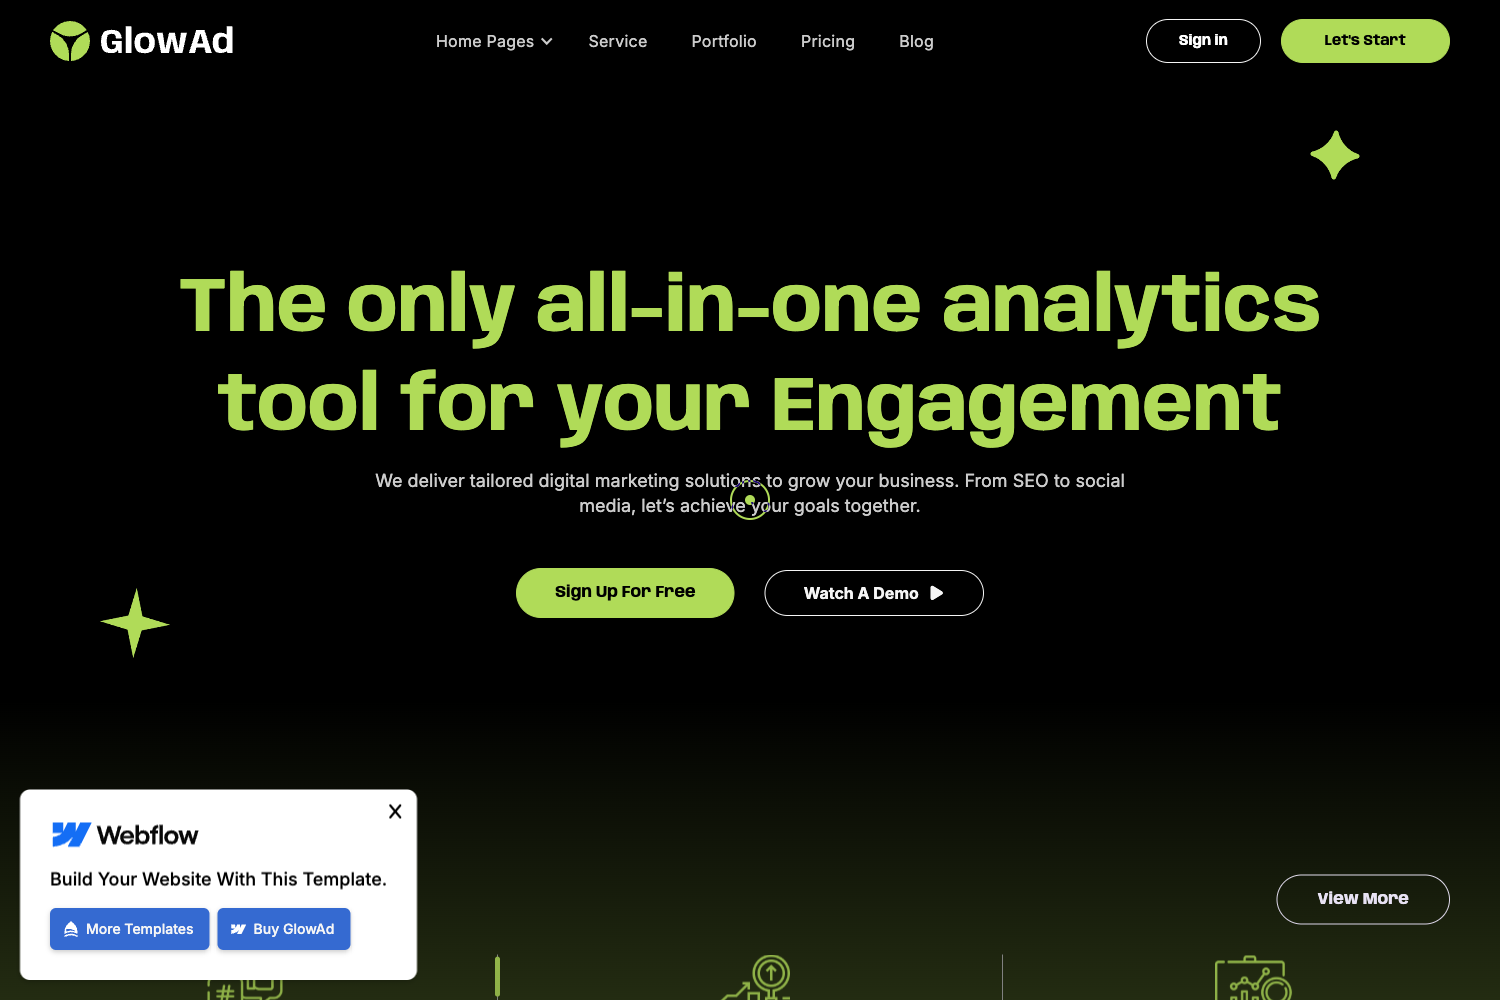 GlowAd
Home Pages
Service
Portfolio
Pricing
Blog
Sign in
Let's Start
The only all-in-one analytics
tool for your Engagement
We deliver tailored digital marketing solutions to grow your business. From SEO to social
media, let’s achieve your goals together.
Sign Up For Free
Watch A Demo
X
Webflow
Build Your Website With This Template.
More Templates
Buy GlowAd
View More
#